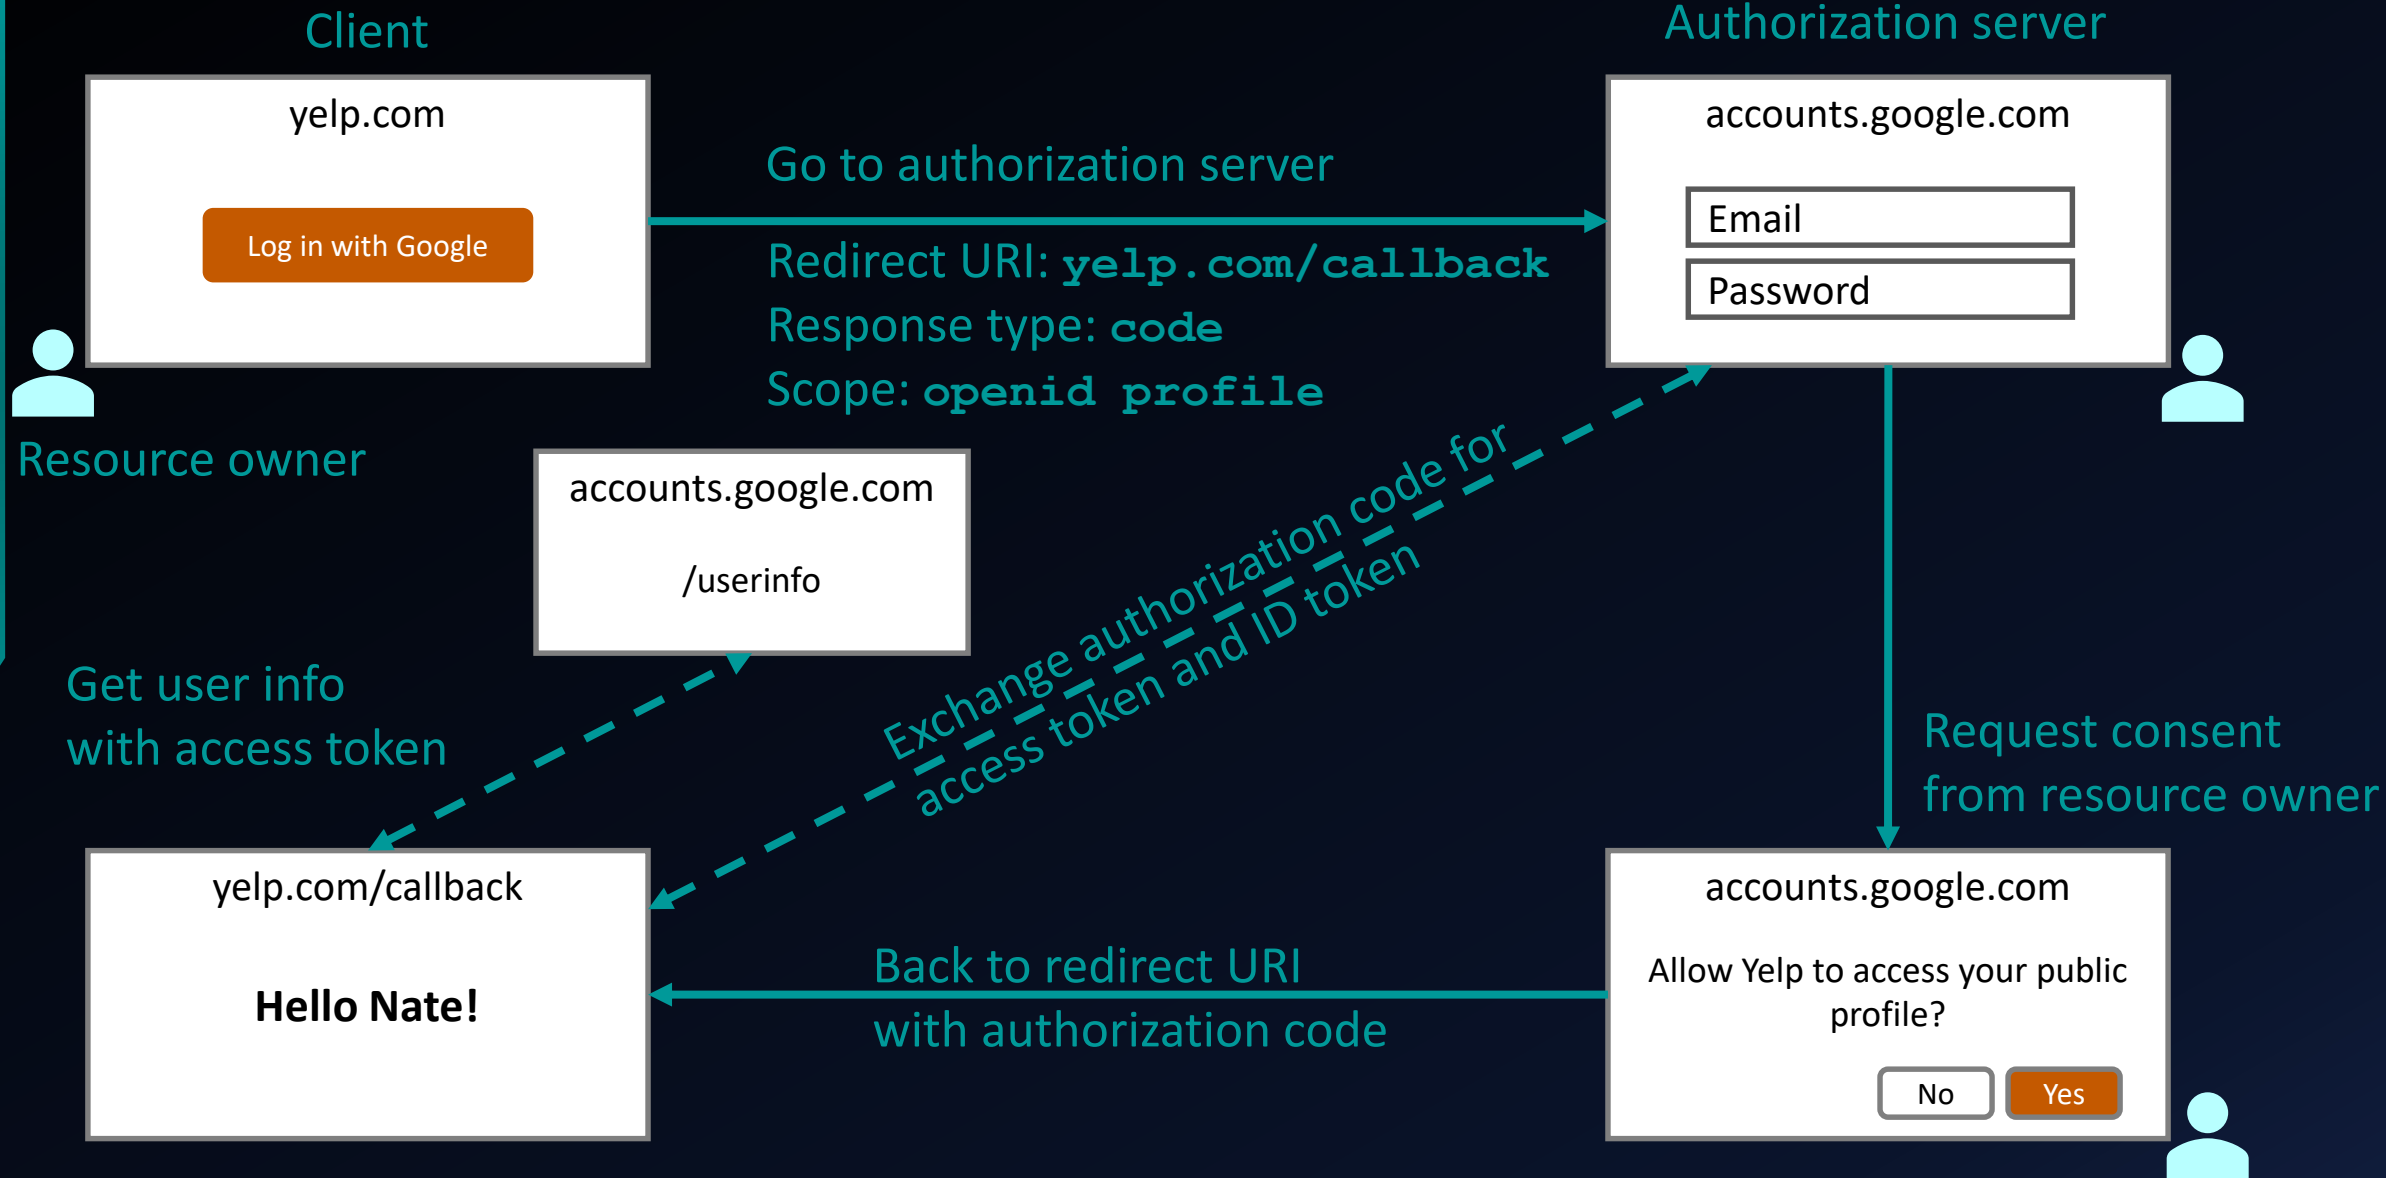 Client
Authorization server
yelp.com
Log in with Google
Go to authorization server
Redirect URI: yelp.com/callback
Response type: code
Scope: openid profile
accounts.google.com
Email
Password
Resource owner
accounts.google.com
/userinfo
Exchange authorization code for
access token and ID token
Get user info
with access token
Request consent
from resource owner
yelp.com/callback
Hello Nate!
Back to redirect URI
with authorization code
accounts.google.com
Allow Yelp to access your public
profile?
No
Yes